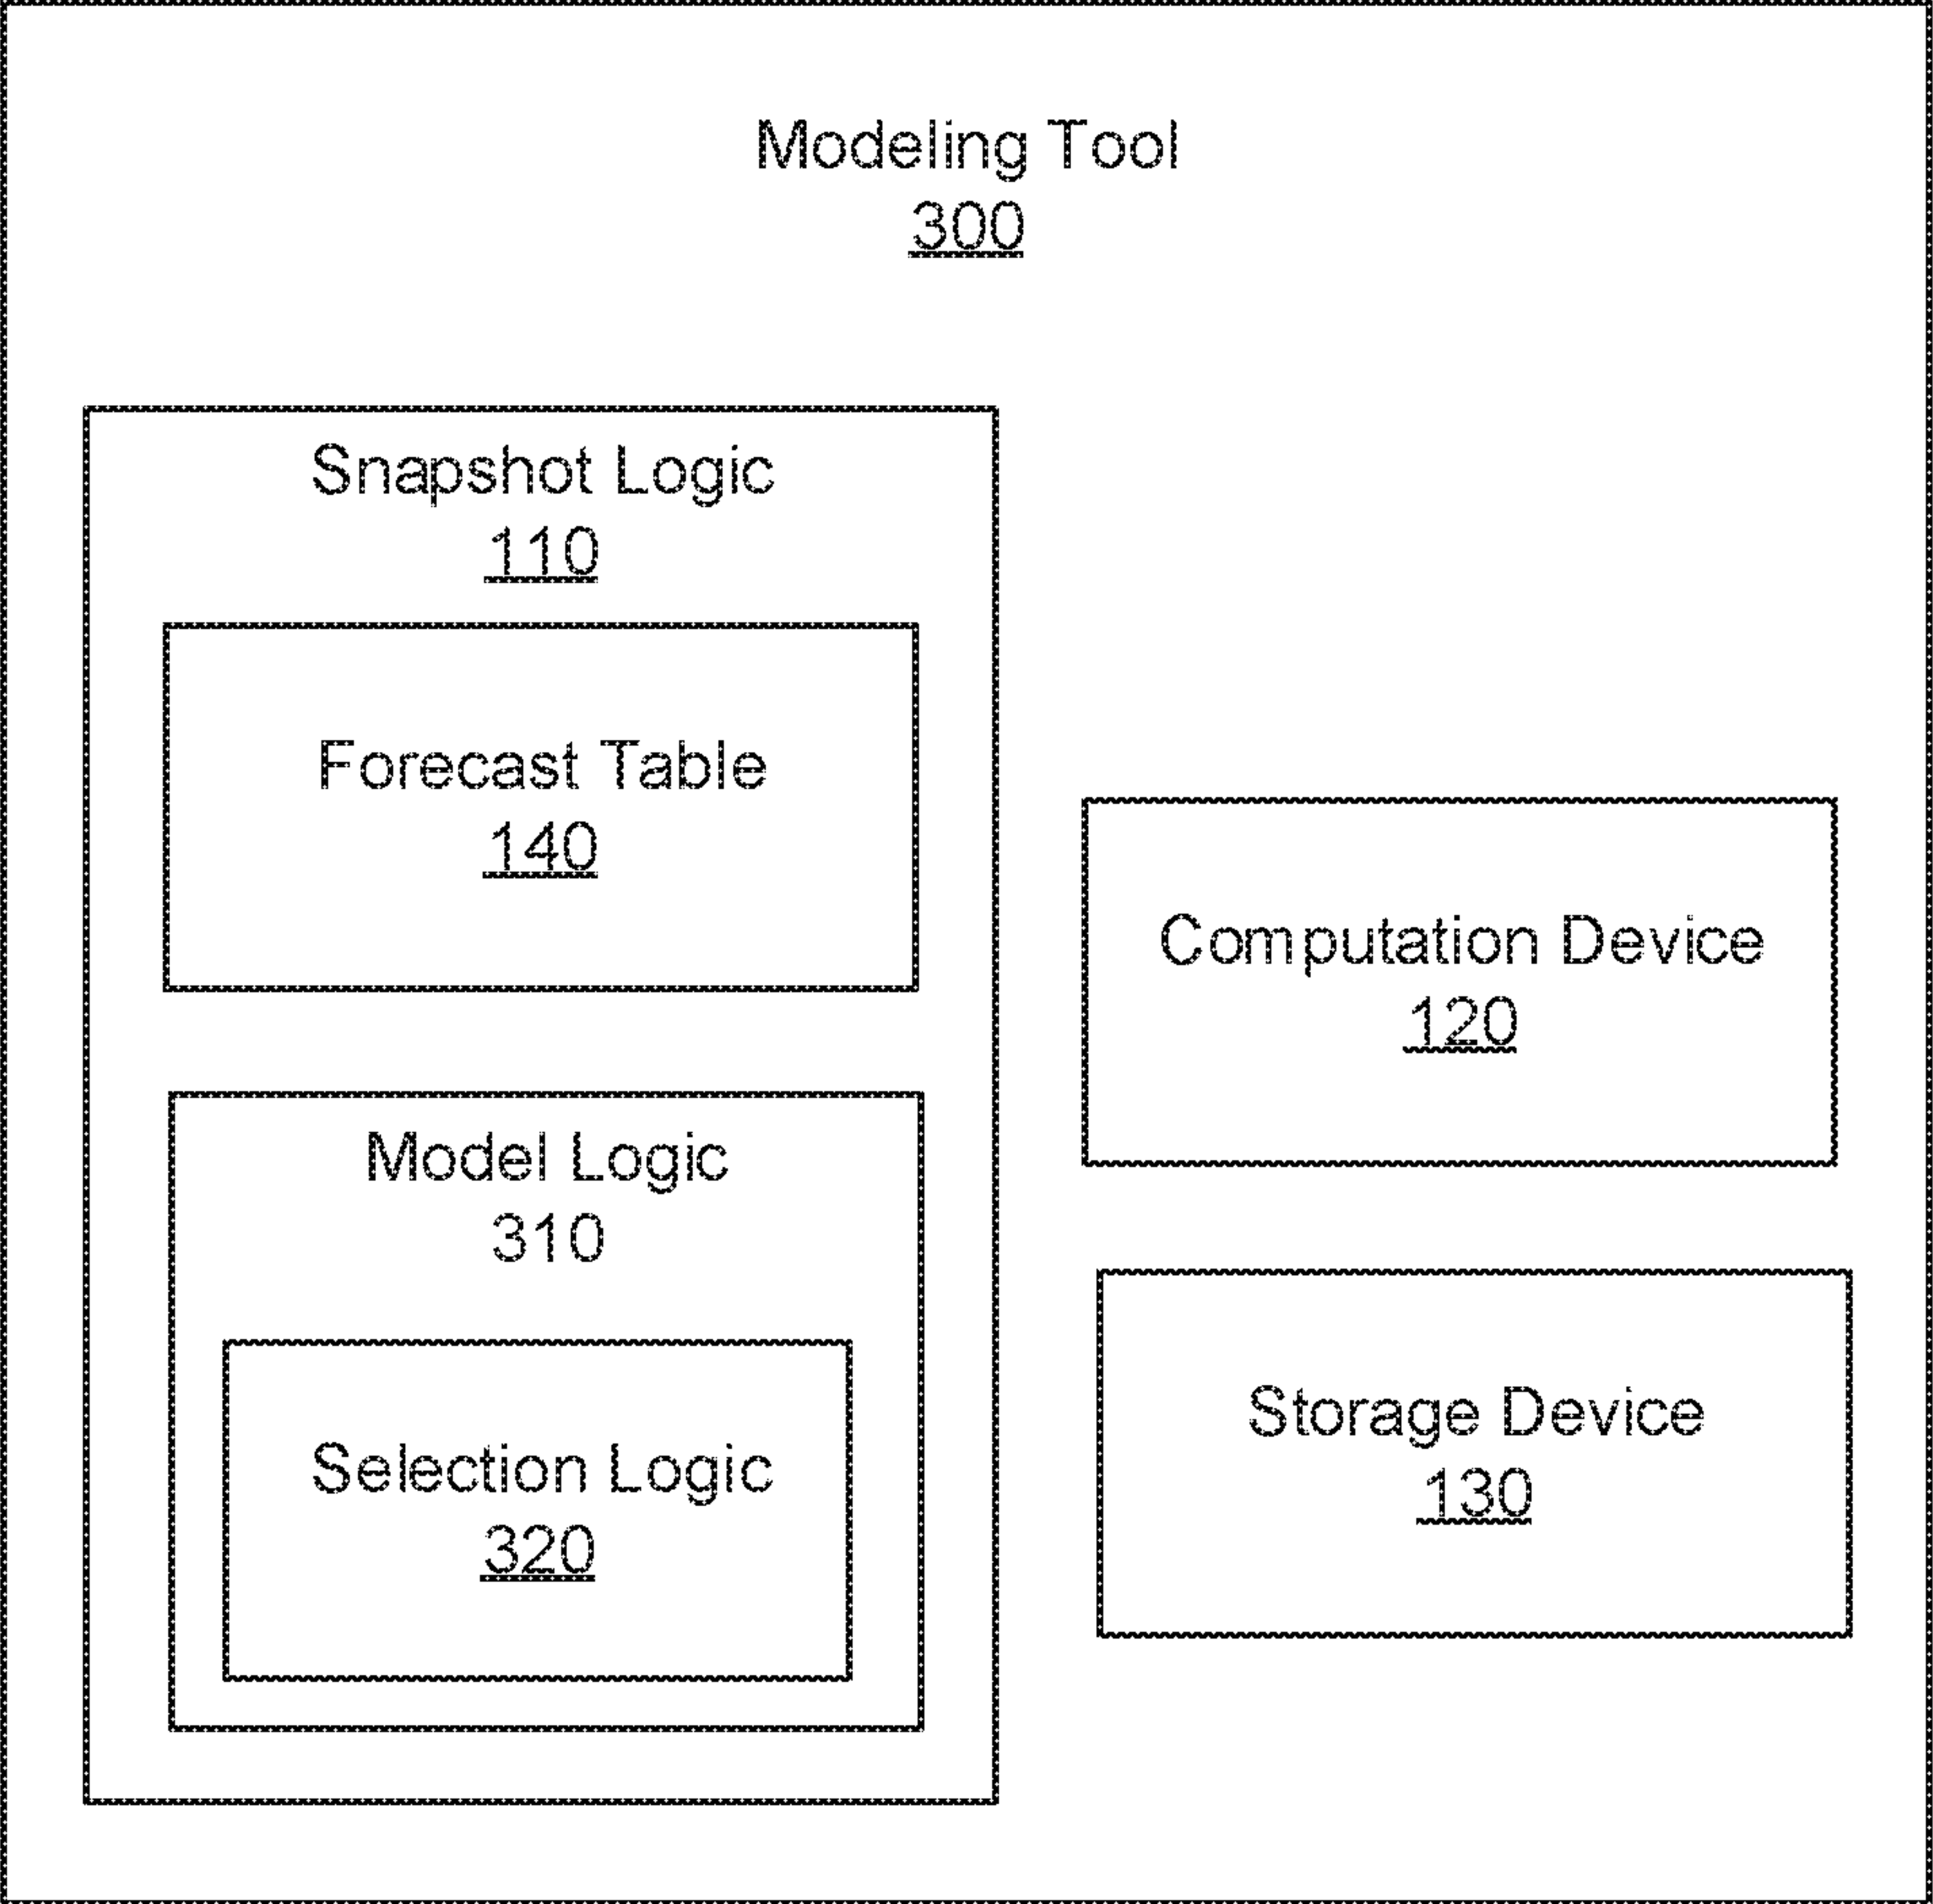 Modeling Tool
300
Snapshot Logic
110
Forecast Table
140
Model Logic
310
Selection Logic
320
Computation Device
120
Storage Device
130